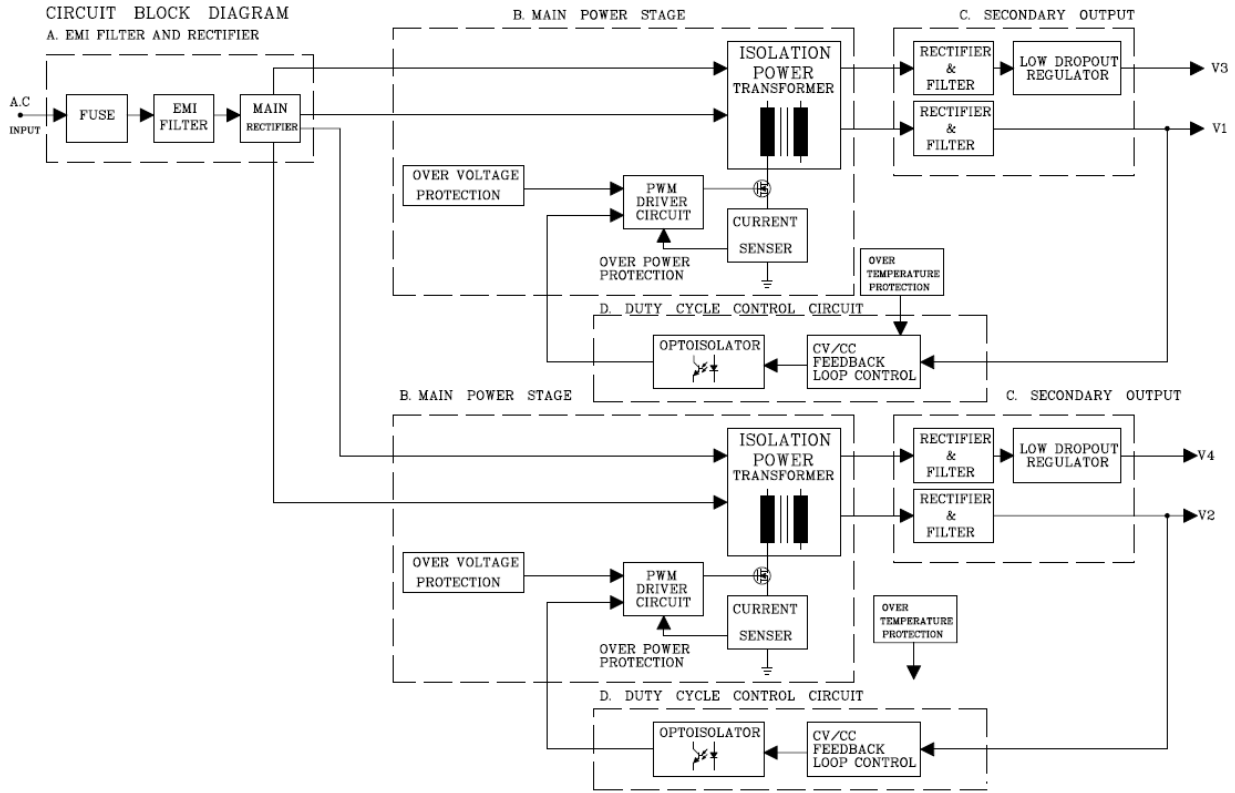 CIRCUIT BLOCK DIAGRAM
A. EMI FILTER AND RECTIFIER
A.C
INPUT
FUSE
EMI
FILTER
MAIN
RECTIFIER
B. MAIN POWER STAGE
ISOLATION
POWER
TRANSFORMER
OVER VOLTAGE
PROTECTION
PWM
DRIVER
CIRCUIT
CURRENT
SENSER
OVER POWER
PROTECTION
C. SECONDARY OUTPUT
RECTIFIER
&
FILTER
LOW DROPOUT
REGULATOR
V3
RECTIFIER
&
FILTER
V1
OVER
TEMPERATURE
PROTECTION
D. DUTY CYCLE CONTROL CIRCUIT
OPTOISOLATOR
CV/CC
FEEDBACK
LOOP CONTROL
B. MAIN POWER STAGE
ISOLATION
POWER
TRANSFORMER
OVER VOLTAGE
PROTECTION
PWM
DRIVER
CIRCUIT
CURRENT
SENSER
OVER POWER
PROTECTION
C. SECONDARY OUTPUT
RECTIFIER
&
FILTER
LOW DROPOUT
REGULATOR
V4
RECTIFIER
&
FILTER
V2
OVER
TEMPERATURE
PROTECTION
D. DUTY CYCLE CONTROL CIRCUIT
OPTOISOLATOR
CV/CC
FEEDBACK
LOOP CONTROL